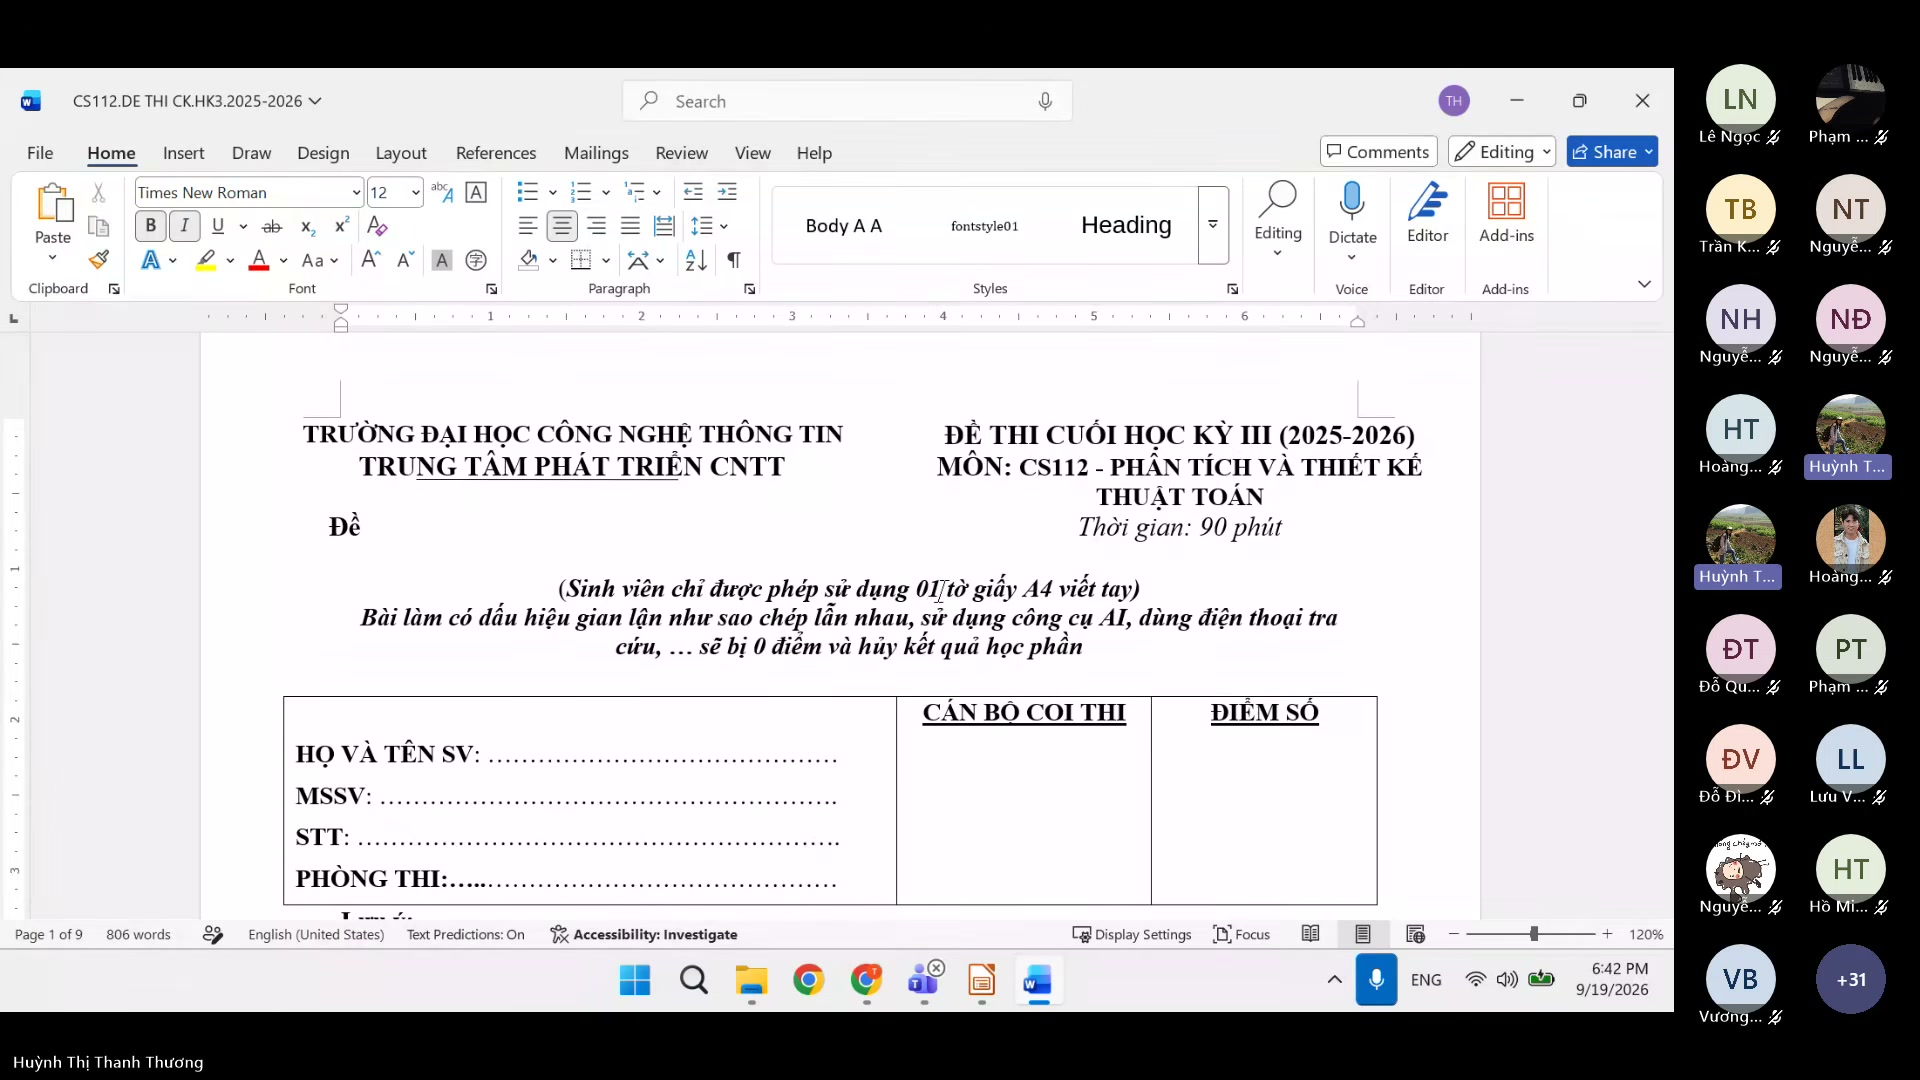 CS112.DE THI CK.HK3.2025-2026
Search
TH
File Home Insert Draw Design Layout References Mailings Review View Help
Comments Editing Share
Paste
Times New Roman 12
Body A A
fontstyle01
Heading
Editing
Dictate
Editor
Add-ins
Clipboard Font Paragraph Styles Voice Editor Add-ins
1 2 3 4 5 6
TRƯỜNG ĐẠI HỌC CÔNG NGHỆ THÔNG TIN
TRUNG TÂM PHÁT TRIỂN CNTT
Đề
ĐỀ THI CUỐI HỌC KỲ III (2025-2026)
MÔN: CS112 - PHÂN TÍCH VÀ THIẾT KẾ
THUẬT TOÁN
Thời gian: 90 phút
(Sinh viên chỉ được phép sử dụng 01 tờ giấy A4 viết tay)
Bài làm có dấu hiệu gian lận như sao chép lẫn nhau, sử dụng công cụ AI, dùng điện thoại tra
cứu, … sẽ bị 0 điểm và hủy kết quả học phần
HỌ VÀ TÊN SV: ……………………………………
MSSV: ……………………………………………….
STT: ………………………………………………….
PHÒNG THI:…..……………………………………
CÁN BỘ COI THI
ĐIỂM SỐ
Page 1 of 9 806 words English (United States) Text Predictions: On Accessibility: Investigate Display Settings Focus 120%
ENG
6:42 PM
9/19/2026
LN
Lê Ngọc
Phạm ...
TB
Trần K...
NT
Nguyễ...
NH
Nguyễ...
NĐ
Nguyễ...
HT
Hoàng...
Huỳnh T...
Huỳnh T...
Hoàng...
ĐT
Đỗ Qu...
PT
Phạm ...
ĐV
Đỗ Đì...
LL
Lưu V...
Nguyễ...
HT
Hồ Mi...
VB
Vương...
+31
Huỳnh Thị Thanh Thương